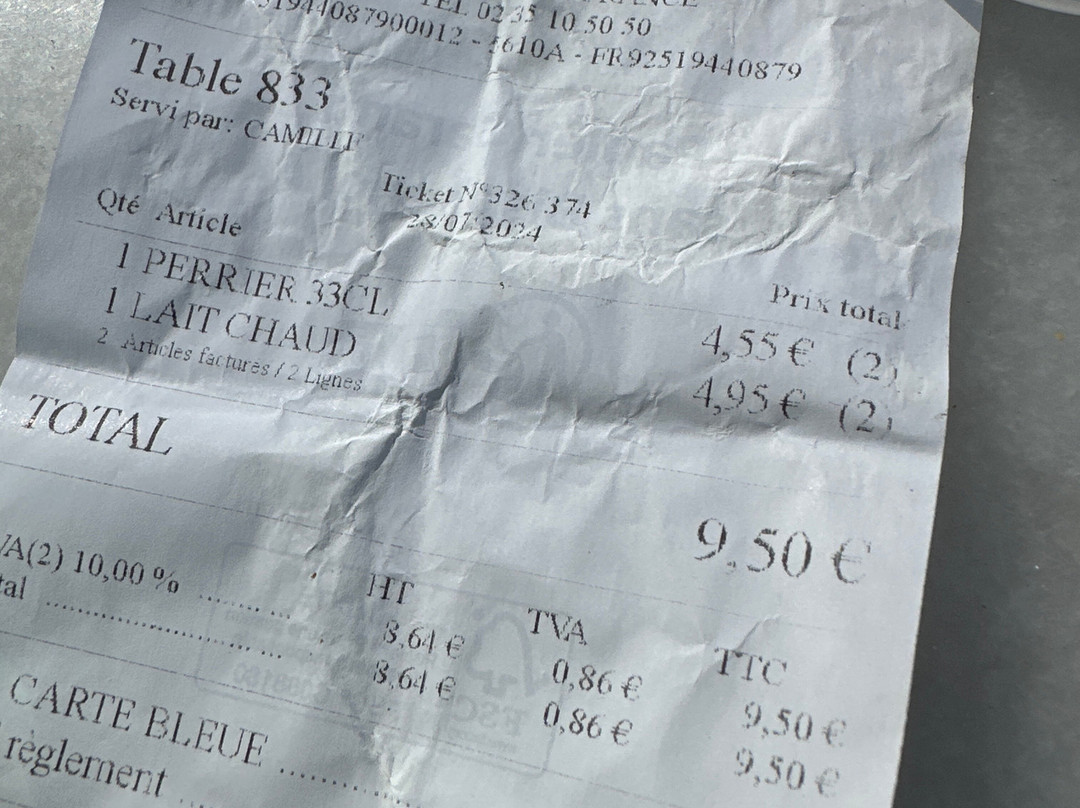 TEL 02 35 10 50 50
51944087900012 - 5610A - FR92519440879
Table 833
Servi par: CAMILLE
Ticket N°326 374
28/07/2024
Qté Article Prix total
1 PERRIER 33CL 4,55 € (2)
1 LAIT CHAUD 4,95 € (2)
2 Articles factures / 2 Lignes
TOTAL 9.50 €
HT TVA TTC
VA(2) 10,00 % ........... 8,64 € 0,86 € 9,50 €
tal ........................... 8,64 € 0,86 € 9,50 €
CARTE BLEUE ................
règlement ....